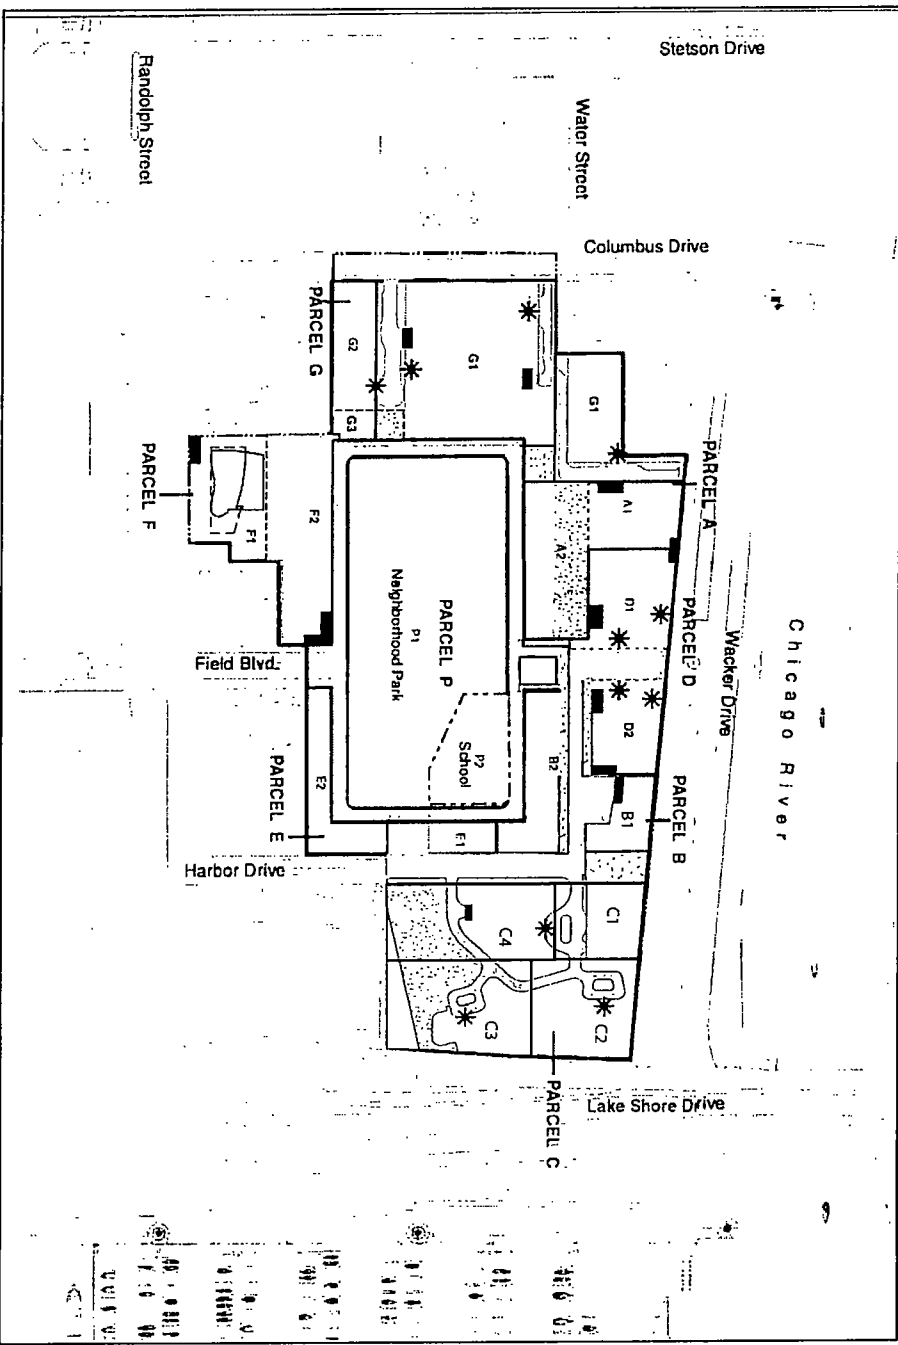 Stetson Drive
Randolph Street
Water Street
Columbus Drive
PARCEL G
G2
G1
G3
G1
PARCEL A
A1
A2
PARCEL F
F1
F2
PARCEL P
P1
Neighborhood Park
P2
School
D1
PARCEL D
D2
Wacker Drive
Chicago River
Field Blvd.
B2
B1
PARCEL B
E2
PARCEL E
E1
Harbor Drive
C1
C4
C3
C2
PARCEL C
Lake Shore Drive